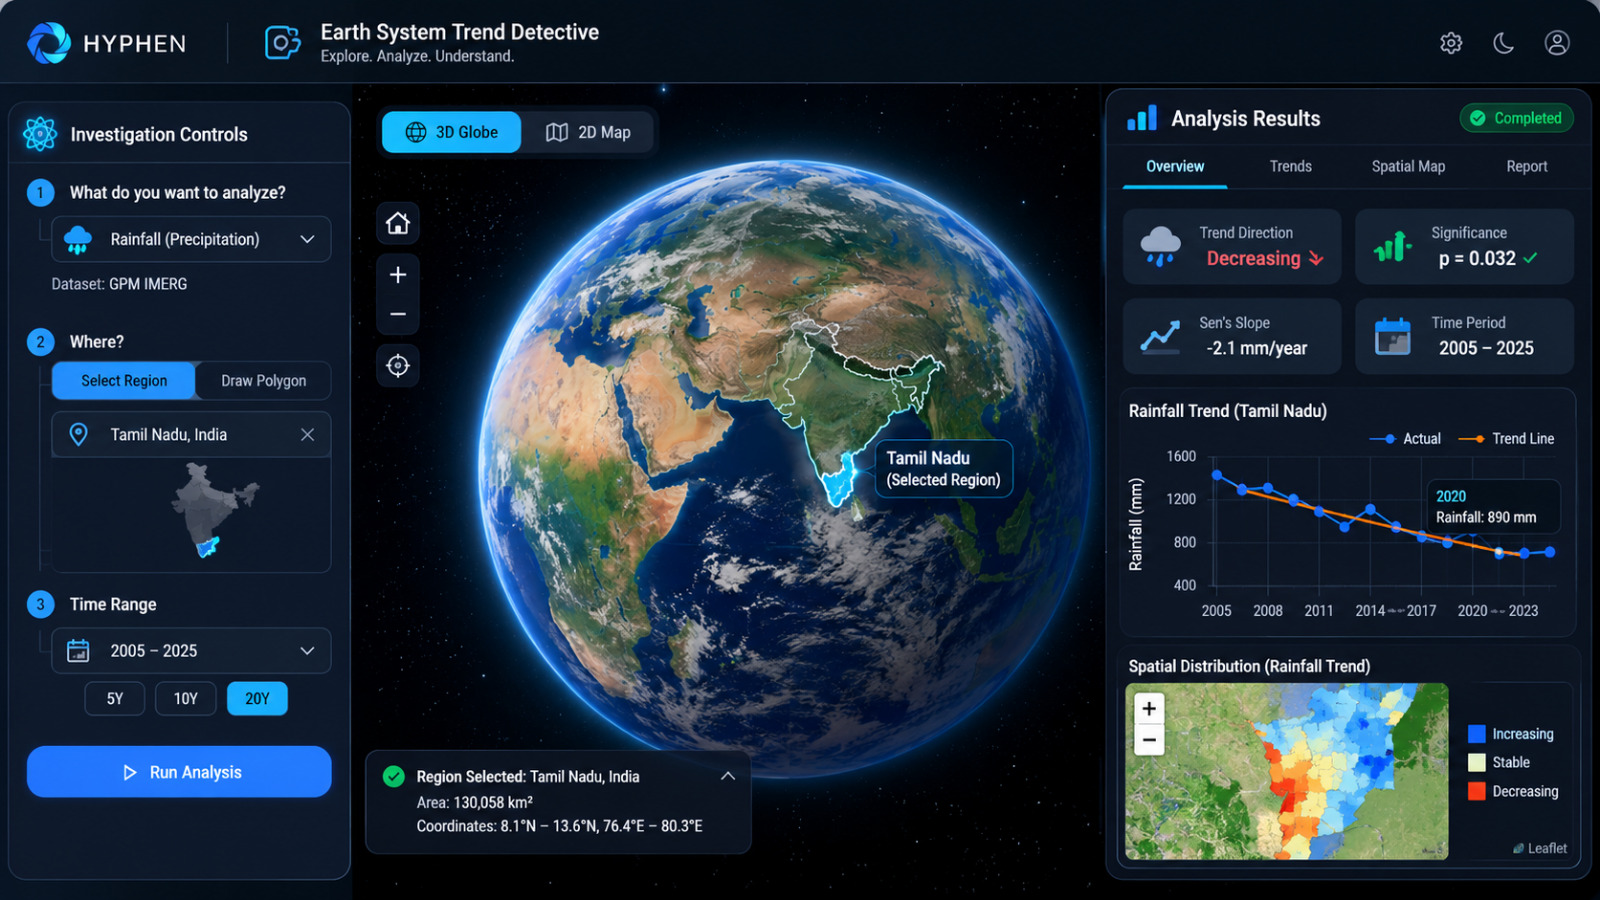 HYPHEN
Earth System Trend Detective
Explore. Analyze. Understand.
Investigation Controls
1 What do you want to analyze?
Rainfall (Precipitation)
Dataset: GPM IMERG
2 Where?
Select Region
Draw Polygon
Tamil Nadu, India
3 Time Range
2005 – 2025
5Y
10Y
20Y
Run Analysis
3D Globe
2D Map
+
−
Tamil Nadu
(Selected Region)
Region Selected: Tamil Nadu, India
Area: 130,058 km²
Coordinates: 8.1°N – 13.6°N, 76.4°E – 80.3°E
Analysis Results
Completed
Overview
Trends
Spatial Map
Report
Trend Direction
Decreasing
Significance
p = 0.032
Sen's Slope
-2.1 mm/year
Time Period
2005 – 2025
Rainfall Trend (Tamil Nadu)
Actual
Trend Line
Rainfall (mm)
1600
1200
800
400
2020
Rainfall: 890 mm
2005
2008
2011
2014
2017
2020
2023
Spatial Distribution (Rainfall Trend)
+
−
Increasing
Stable
Decreasing
Leaflet